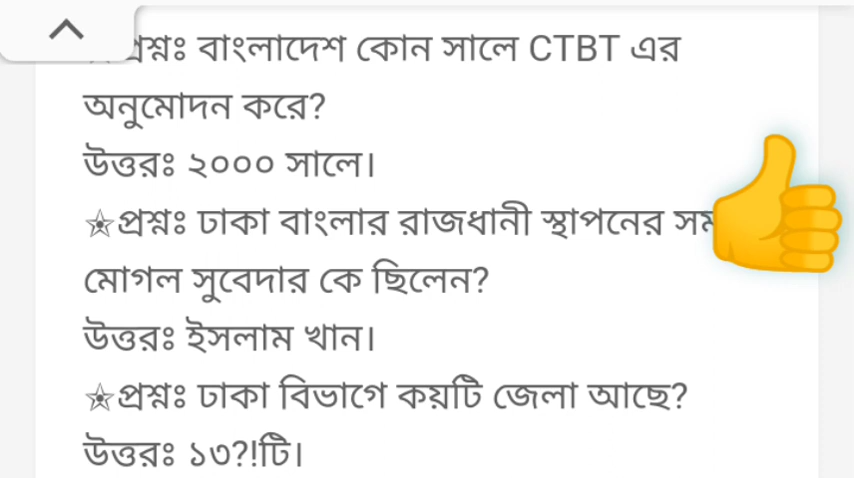 প্রশ্নঃ বাংলাদেশ কোন সালে CTBT এর
অনুমোদন করে?
উত্তরঃ ২০০০ সালে।
✯প্রশ্নঃ ঢাকা বাংলার রাজধানী স্থাপনের
মোগল সুবেদার কে ছিলেন?
উত্তরঃ ইসলাম খান।
✯প্রশ্নঃ ঢাকা বিভাগে কয়টি জেলা আছে?
উত্তরঃ ১৩?!টি।